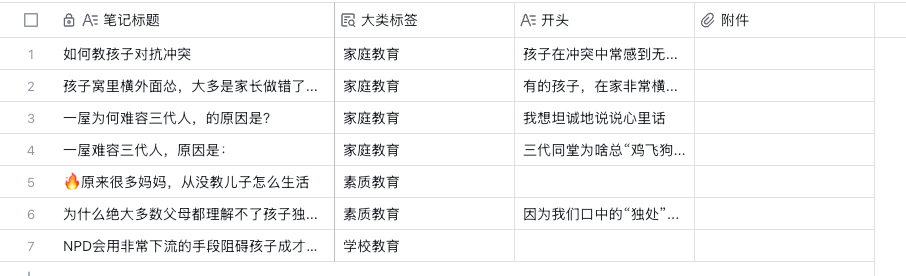 笔记标题 大类标签 开头 附件
1 如何教孩子对抗冲突 家庭教育 孩子在冲突中常感到无...
2 孩子窝里横外面怂，大多是家长做错了... 家庭教育 有的孩子，在家非常横...
3 一屋为何难容三代人，的原因是？ 家庭教育 我想坦诚地说说心里话
4 一屋难容三代人，原因是： 家庭教育 三代同堂为啥总“鸡飞狗...
5 🔥原来很多妈妈，从没教儿子怎么生活 素质教育
6 为什么绝大多数父母都理解不了孩子独... 素质教育 因为我们口中的“独处”...
7 NPD会用非常下流的手段阻碍孩子成才... 学校教育